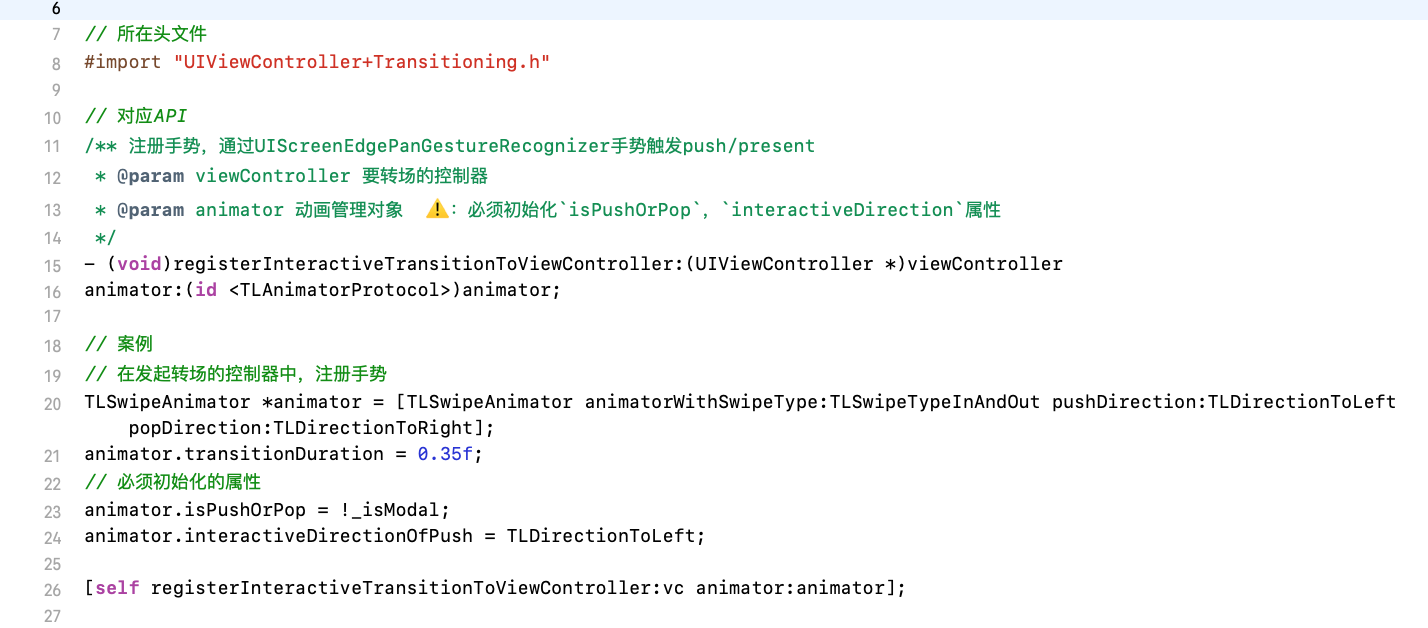 6
7 // 所在头文件
8 #import "UIViewController+Transitioning.h"
9
10 // 对应API
11 /** 注册手势，通过UIScreenEdgePanGestureRecognizer手势触发push/present
12 * @param viewController 要转场的控制器
13 * @param animator 动画管理对象 ⚠️：必须初始化`isPushOrPop`，`interactiveDirection`属性
14 */
15 - (void)registerInteractiveTransitionToViewController:(UIViewController *)viewController
16 animator:(id <TLAnimatorProtocol>)animator;
17
18 // 案例
19 // 在发起转场的控制器中，注册手势
20 TLSwipeAnimator *animator = [TLSwipeAnimator animatorWithSwipeType:TLSwipeTypeInAndOut pushDirection:TLDirectionToLeft
popDirection:TLDirectionToRight];
21 animator.transitionDuration = 0.35f;
22 // 必须初始化的属性
23 animator.isPushOrPop = !_isModal;
24 animator.interactiveDirectionOfPush = TLDirectionToLeft;
25
26 [self registerInteractiveTransitionToViewController:vc animator:animator];
27